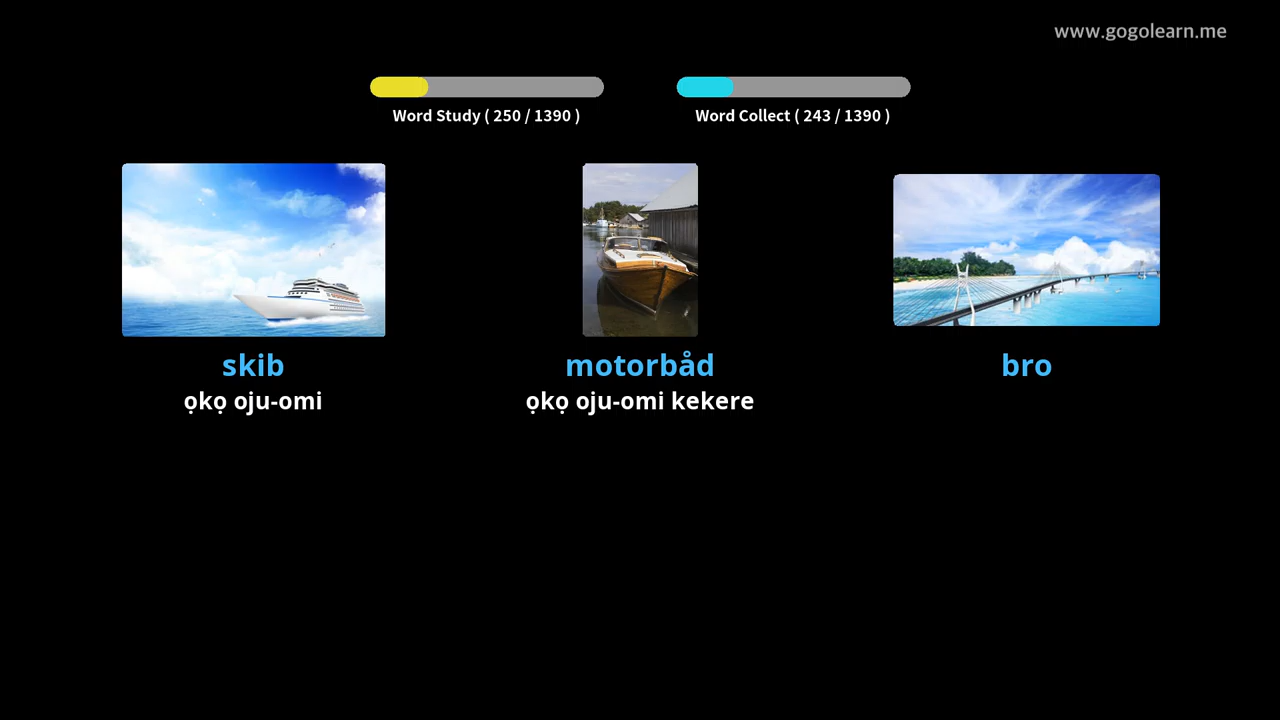 www.gogolearn.me
Word Study ( 250 / 1390 )
Word Collect ( 243 / 1390 )
skib
motorbåd
bro
ọkọ oju-omi
ọkọ oju-omi kekere